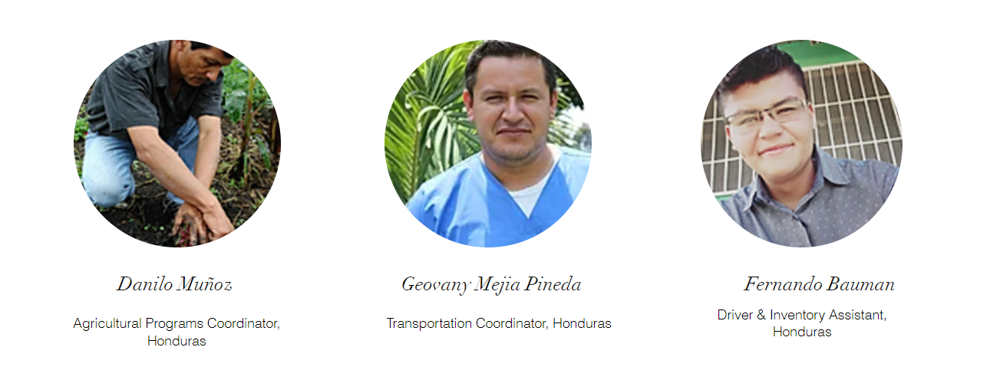 Danilo Muñoz
Agricultural Programs Coordinator,
Honduras
Geovany Mejia Pineda
Transportation Coordinator, Honduras
Fernando Bauman
Driver & Inventory Assistant,
Honduras